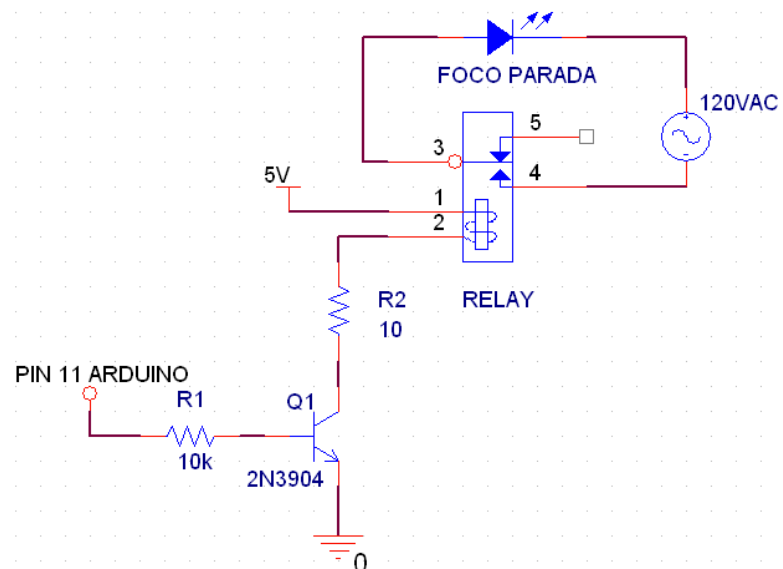 FOCO PARADA
120VAC
5
3
4
5V
1
2
R2
10
RELAY
PIN 11 ARDUINO
R1
10k
Q1
2N3904
0